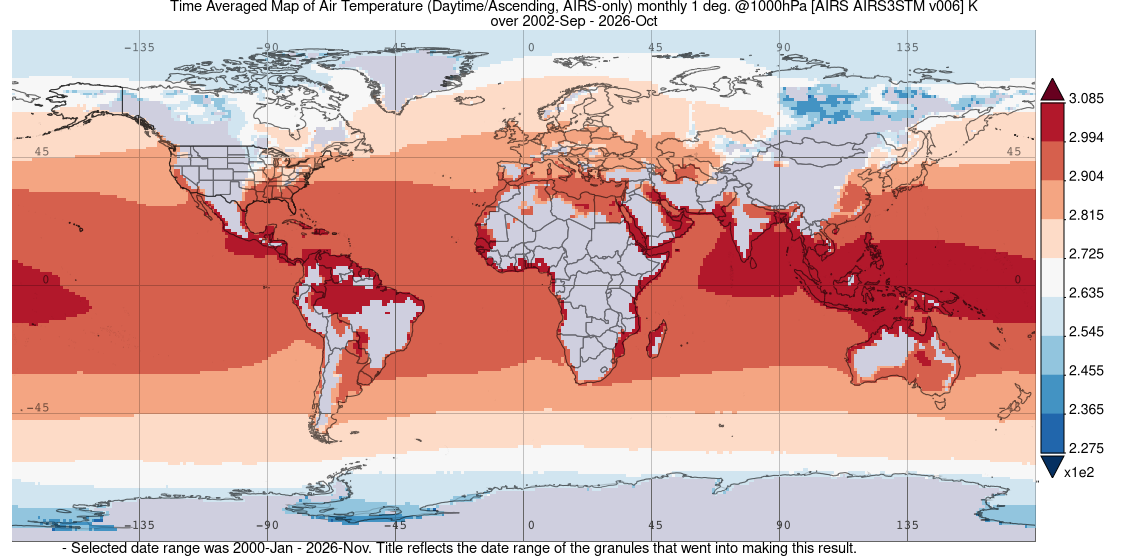 Time Averaged Map of Air Temperature (Daytime/Ascending, AIRS-only) monthly 1 deg. @1000hPa [AIRS AIRS3STM v006] K
over 2002-Sep - 2026-Oct
-135 -90 -45 0 45 90 135
45 45
0 0
-45 -45
-135 -90 -45 0 45 90 135
3.085
2.994
2.904
2.815
2.725
2.635
2.545
2.455
2.365
2.275
x1e2
- Selected date range was 2000-Jan - 2026-Nov. Title reflects the date range of the granules that went into making this result.